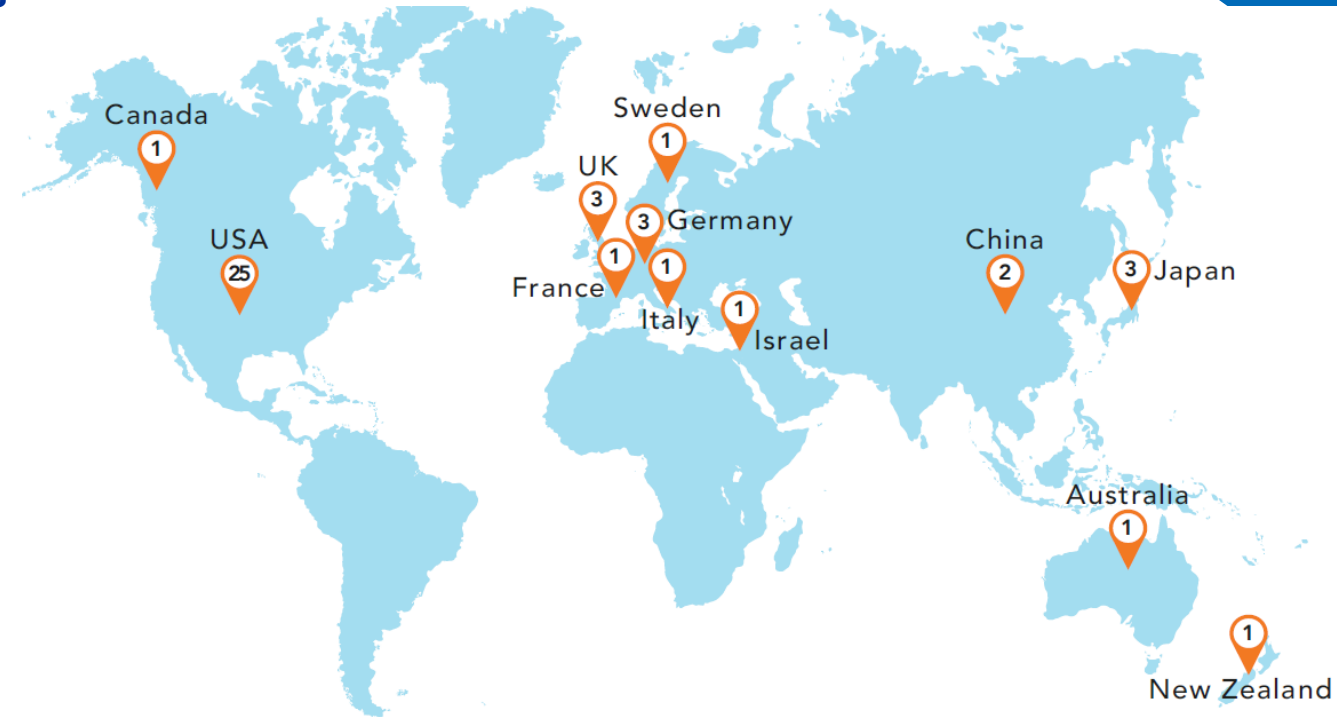 Canada
1
USA
25
Sweden
1
UK
3
3 Germany
1
France
1
Italy
1
Israel
China
2
3 Japan
Australia
1
1
New Zealand